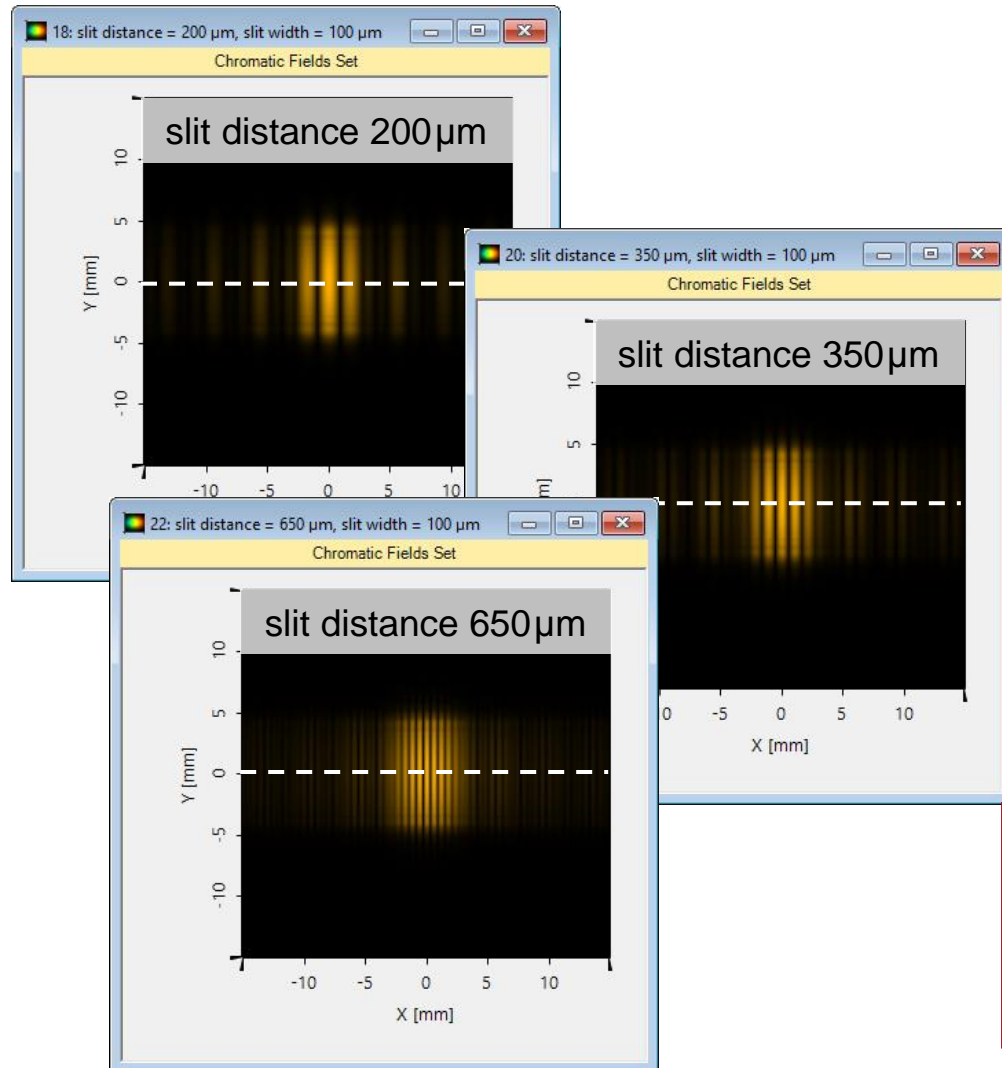 18: slit distance = 200 µm, slit width = 100 µm
Chromatic Fields Set
slit distance 200µm
10
5
0
-5
-10
Y [mm]
-10 -5 0 5 10
20: slit distance = 350 µm, slit width = 100 µm
Chromatic Fields Set
slit distance 350µm
10
5
-5 0 5 10
X [mm]
22: slit distance = 650 µm, slit width = 100 µm
Chromatic Fields Set
slit distance 650µm
10
5
0
-5
-10
Y [mm]
-10 -5 0 5 10
X [mm]